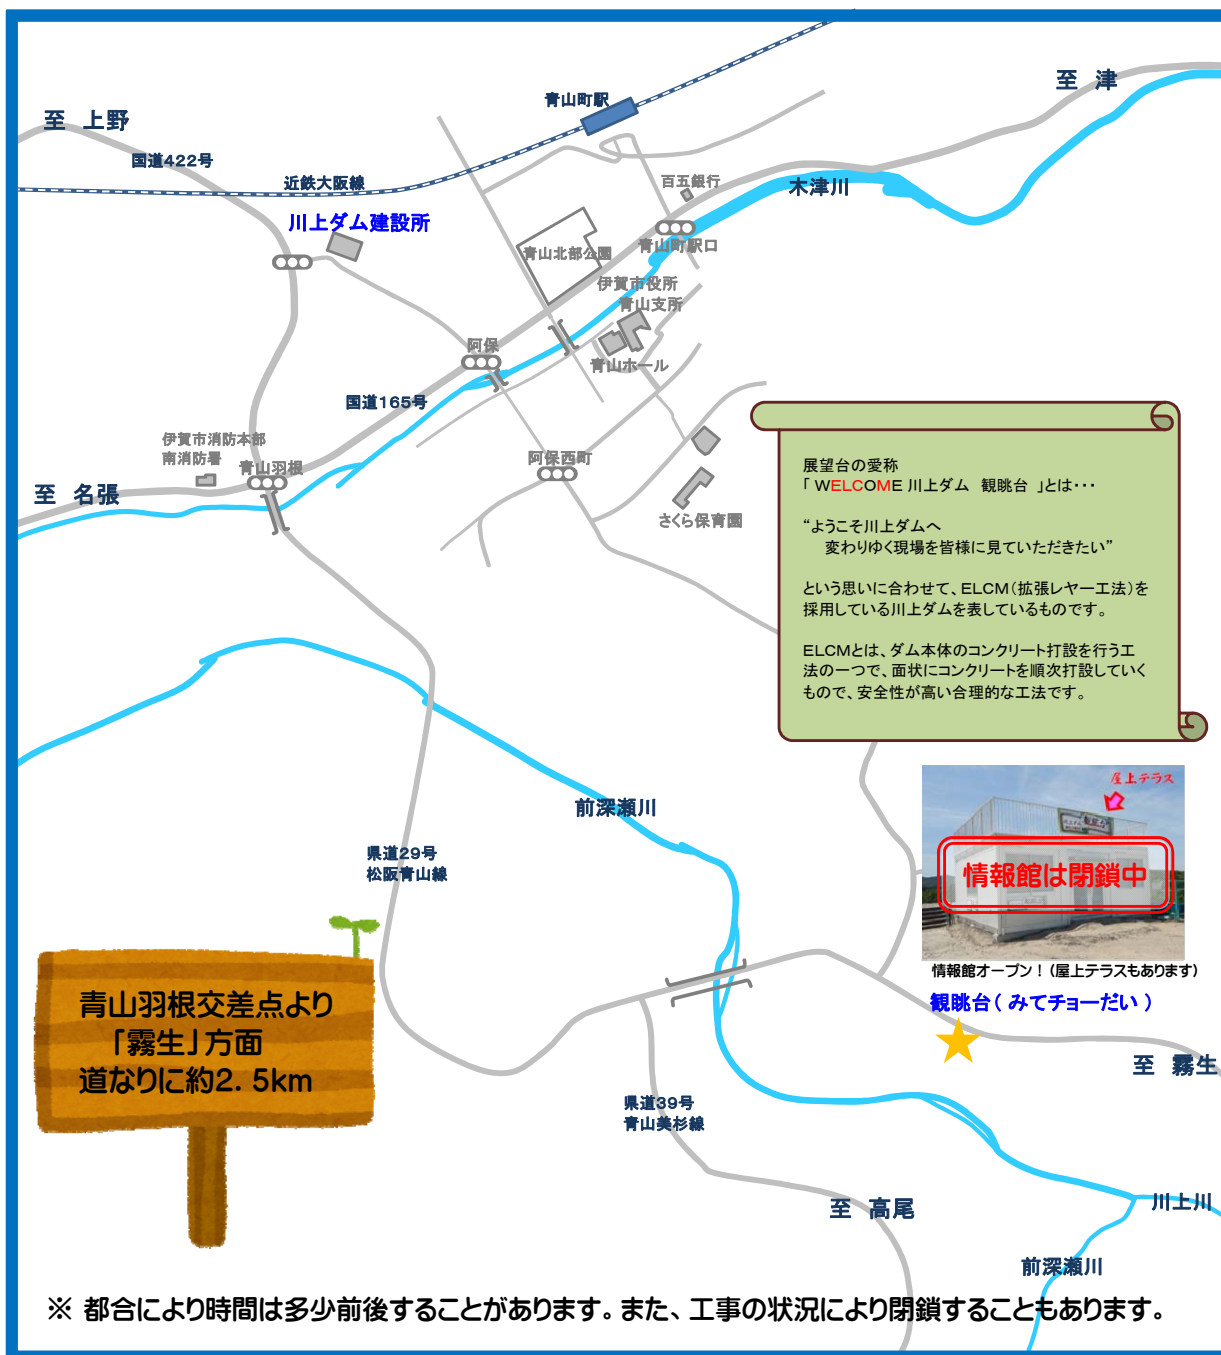 青山町駅
至 津
至 上野
国道422号
近鉄大阪線
百五銀行
木津川
川上ダム建設所
青山町駅口
青山北部公園
伊賀市役所
青山支所
阿保
青山ホール
国道165号
伊賀市消防本部
南消防署
青山羽根
阿保西町
至 名張
さくら保育園
展望台の愛称
「 WELCOME 川上ダム 観眺台 」とは・・・
“ようこそ川上ダムへ
変わりゆく現場を皆様に見ていただきたい”
という思いに合わせて、ELCM（拡張レヤー工法）を
採用している川上ダムを表しているものです。
ELCMとは、ダム本体のコンクリート打設を行う工
法の一つで、面状にコンクリートを順次打設していく
もので、安全性が高い合理的な工法です。
屋上テラス
前深瀬川
県道29号
松阪青山線
情報館は閉鎖中
情報館オープン！（屋上テラスもあります）
観眺台（ みてチョーだい ）
青山羽根交差点より
「霧生」方面
道なりに約2．5km
至 霧生
県道39号
青山美杉線
至 高尾
川上川
前深瀬川
※ 都合により時間は多少前後することがあります。また、工事の状況により閉鎖することもあります。